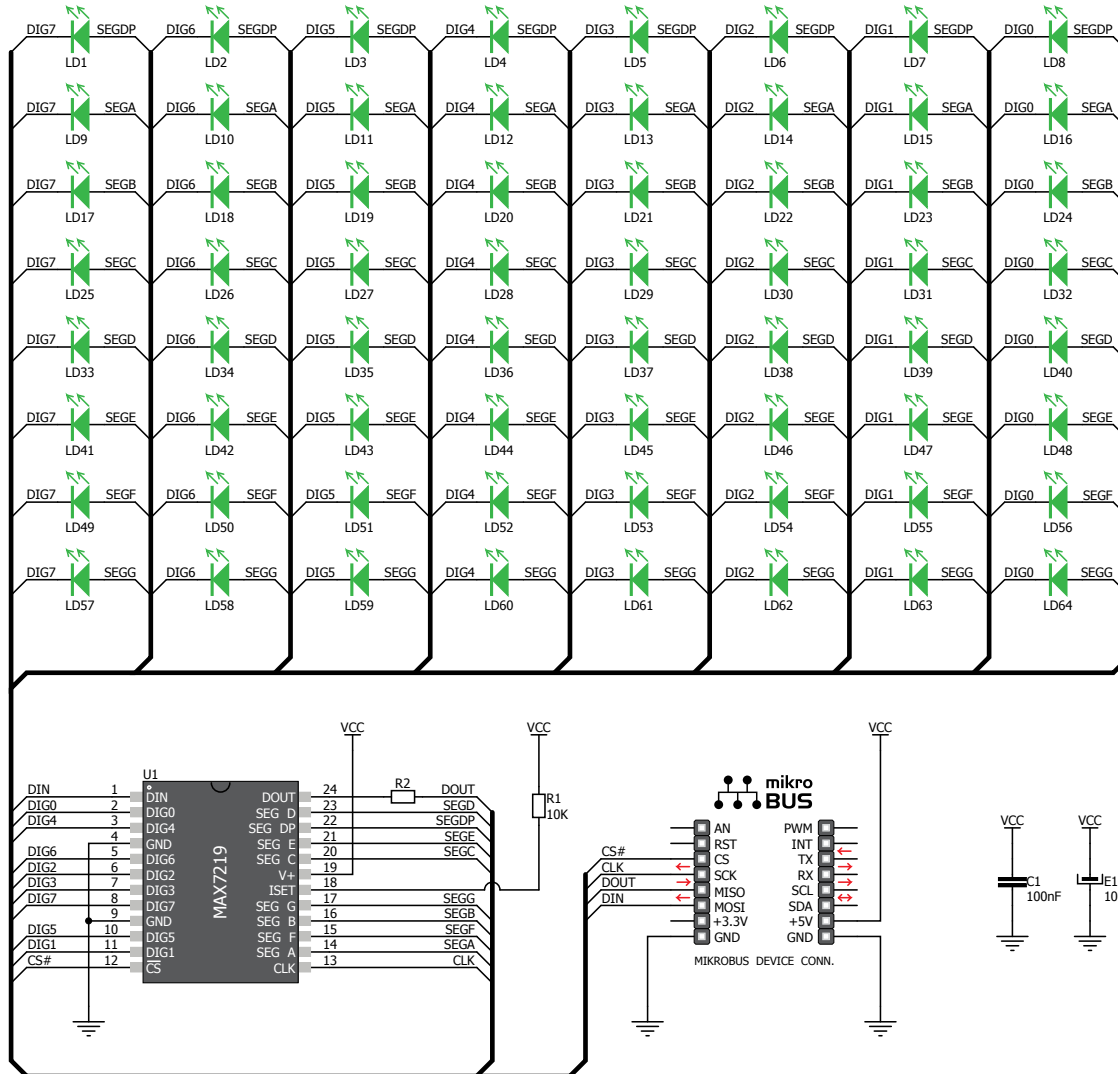 DIG7 SEGDP DIG6 SEGDP DIG5 SEGDP DIG4 SEGDP DIG3 SEGDP DIG2 SEGDP DIG1 SEGDP DIG0 SEGDP
LD1 LD2 LD3 LD4 LD5 LD6 LD7 LD8
DIG7 SEGA DIG6 SEGA DIG5 SEGA DIG4 SEGA DIG3 SEGA DIG2 SEGA DIG1 SEGA DIG0 SEGA
LD9 LD10 LD11 LD12 LD13 LD14 LD15 LD16
DIG7 SEGB DIG6 SEGB DIG5 SEGB DIG4 SEGB DIG3 SEGB DIG2 SEGB DIG1 SEGB DIG0 SEGB
LD17 LD18 LD19 LD20 LD21 LD22 LD23 LD24
DIG7 SEGC DIG6 SEGC DIG5 SEGC DIG4 SEGC DIG3 SEGC DIG2 SEGC DIG1 SEGC DIG0 SEGC
LD25 LD26 LD27 LD28 LD29 LD30 LD31 LD32
DIG7 SEGD DIG6 SEGD DIG5 SEGD DIG4 SEGD DIG3 SEGD DIG2 SEGD DIG1 SEGD DIG0 SEGD
LD33 LD34 LD35 LD36 LD37 LD38 LD39 LD40
DIG7 SEGE DIG6 SEGE DIG5 SEGE DIG4 SEGE DIG3 SEGE DIG2 SEGE DIG1 SEGE DIG0 SEGE
LD41 LD42 LD43 LD44 LD45 LD46 LD47 LD48
DIG7 SEGF DIG6 SEGF DIG5 SEGF DIG4 SEGF DIG3 SEGF DIG2 SEGF DIG1 SEGF DIG0 SEGF
LD49 LD50 LD51 LD52 LD53 LD54 LD55 LD56
DIG7 SEGG DIG6 SEGG DIG5 SEGG DIG4 SEGG DIG3 SEGG DIG2 SEGG DIG1 SEGG DIG0 SEGG
LD57 LD58 LD59 LD60 LD61 LD62 LD63 LD64
VCC VCC VCC
U1
MAX7219
DIN 1 DIN DOUT 24 R2 DOUT
DIG0 2 DIG0 SEG D 23 SEGD
DIG4 3 DIG4 SEG DP 22 SEGDP
4 GND SEG E 21 SEGE
DIG6 5 DIG6 SEG C 20 SEGC
DIG2 6 DIG2 V+ 19
DIG3 7 DIG3 ISET 18
DIG7 8 DIG7 SEG G 17 SEGG
9 GND SEG B 16 SEGB
DIG5 10 DIG5 SEG F 15 SEGF
DIG1 11 DIG1 SEG A 14 SEGA
CS# 12 CS CLK 13 CLK
R1
10K
mikro
BUS
AN PWM
RST INT
CS# CS TX
CLK SCK RX
DOUT MISO SCL
DIN MOSI SDA
+3.3V +5V
GND GND
MIKROBUS DEVICE CONN.
VCC VCC
C1
100nF
E1
10